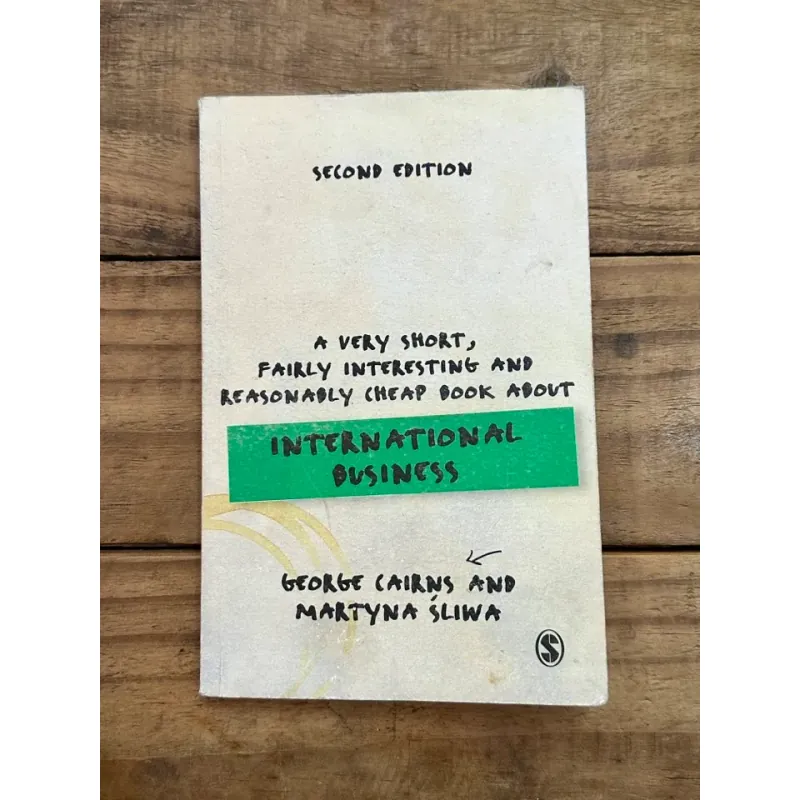 SECOND EDITION
A VERY SHORT,
FAIRLY INTERESTING AND
REASONABLY CHEAP BOOK ABOUT
INTERNATIONAL
BUSINESS
GEORGE CAIRNS AND
MARTYNA ŚLIWA
S